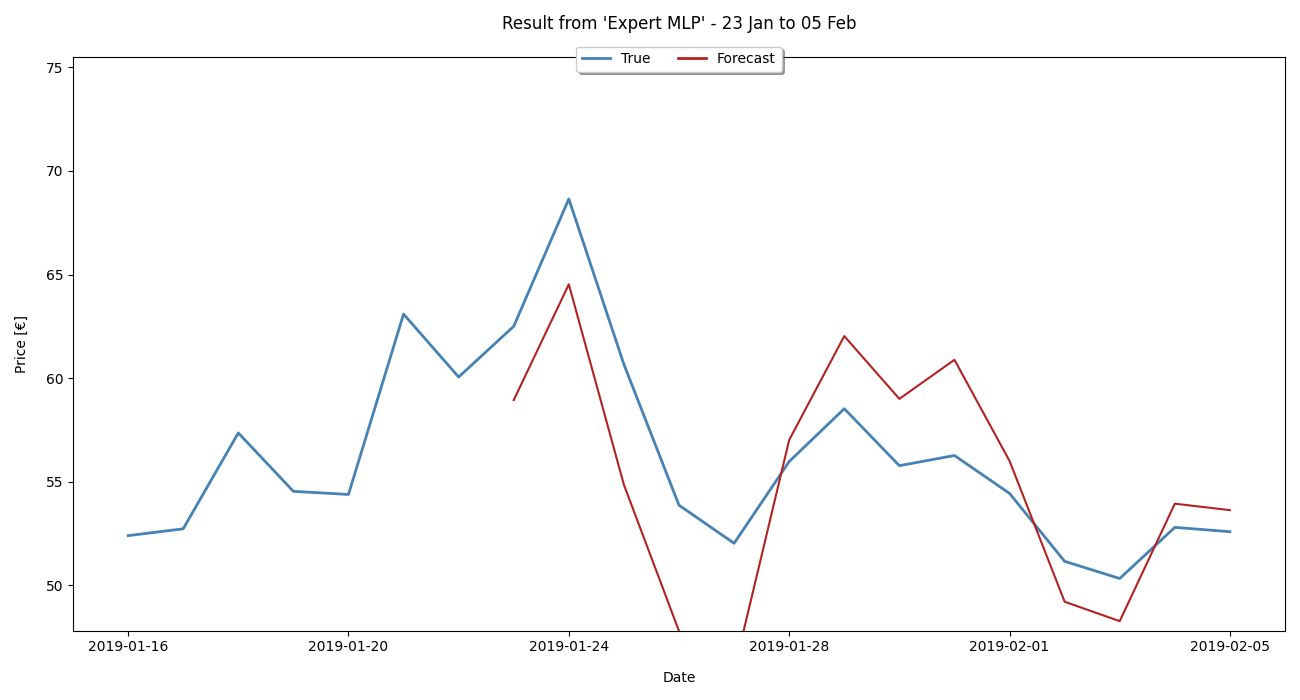 Result from 'Expert MLP' - 23 Jan to 05 Feb
True Forecast
75
70
65
60
55
50
Price [€]
2019-01-16 2019-01-20 2019-01-24 2019-01-28 2019-02-01 2019-02-05
Date